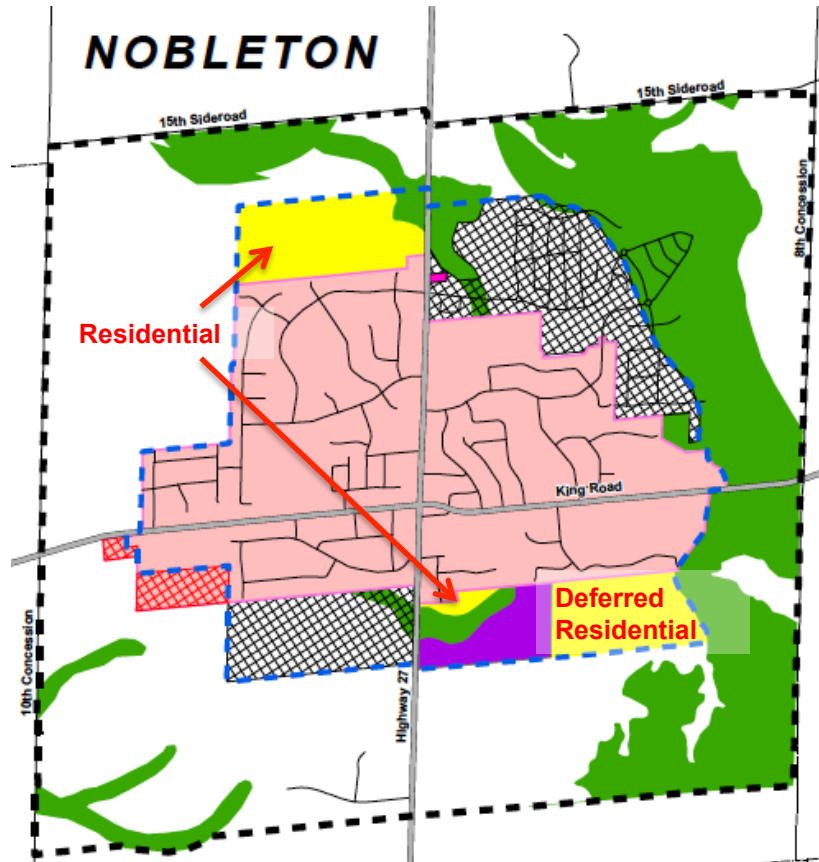 NOBLETON
15th Sideroad
15th Sideroad
8th Concession
Residential
King Road
Deferred
Residential
10th Concession
Highway 27